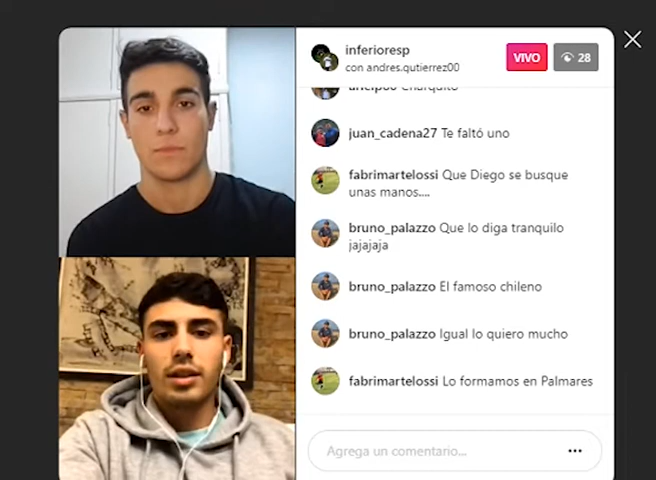 inferioresp
con andres.gutierrez00
VIVO
28
Charquito
juan_cadena27 Te faltó uno
fabrimartelossi Que Diego se busque
unas manos....
bruno_palazzo Que lo diga tranquilo
jajajaja
bruno_palazzo El famoso chileno
bruno_palazzo Igual lo quiero mucho
fabrimartelossi Lo formamos en Palmares
Agrega un comentario...